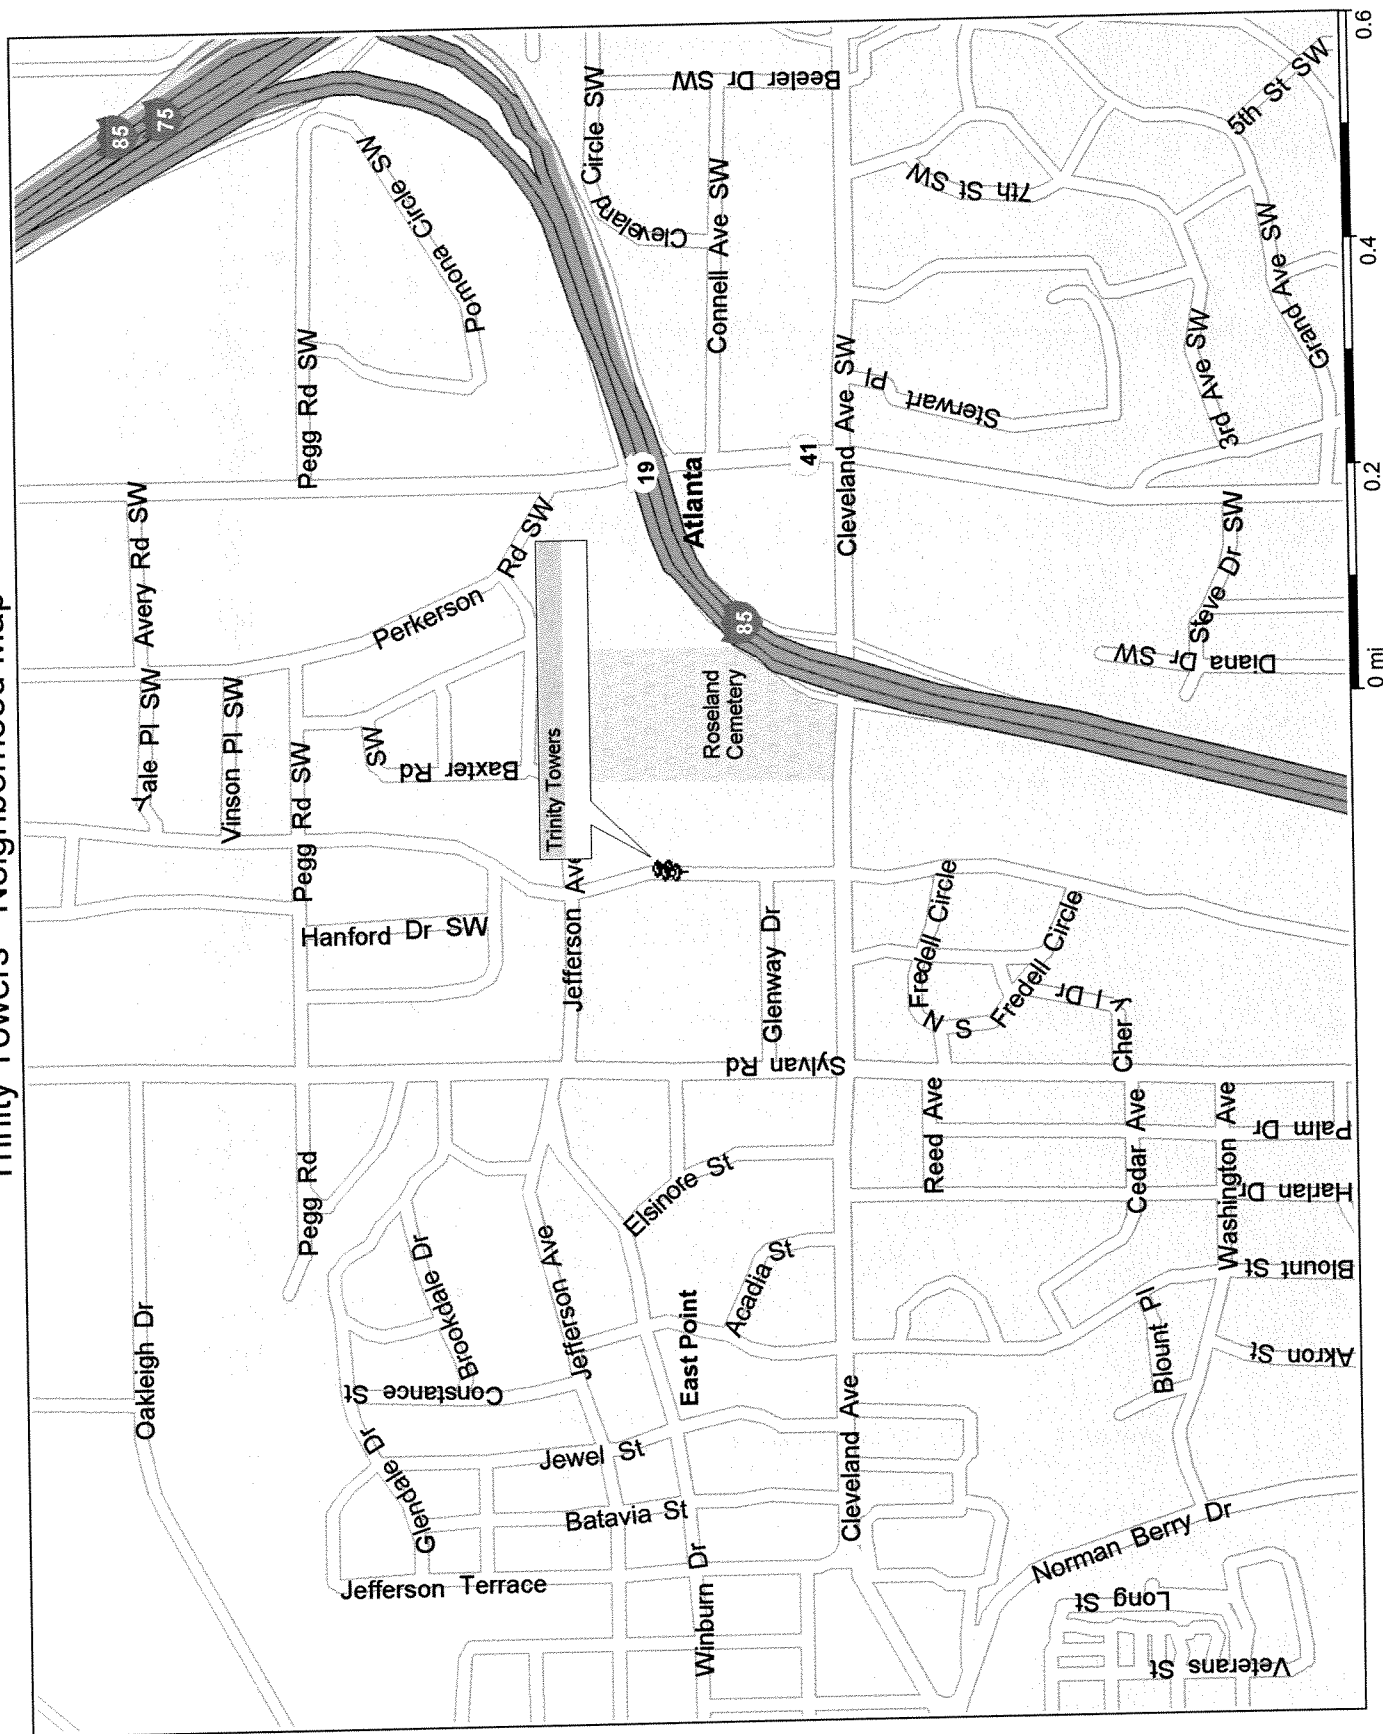 Trinity Towers - Neighborhood Map
85
75
Pegg Rd SW
Pomona Circle SW
Cleveland Circle SW
Beeler Dr SW
Connell Ave SW
7th St SW
5th St SW
Grand Ave SW
3rd Ave SW
Sterwart Pl
Cleveland Ave SW
41
19
Atlanta
Avery Rd SW
Perkerson Rd SW
85
Steve Dr SW
Diana Dr SW
Yale Pl SW
Vinson Pl SW
Pegg Rd SW
Baxter Rd SW
Trinity Towers
Roseland
Cemetery
Hanford Dr SW
Jefferson Ave
Glenway Dr
Fredell Circle N
Fredell Circle S
Cher Y l Dr
Sylvan Rd
Oakleigh Dr
Pegg Rd
Brookdale Dr
Constance St
Glendale Dr
Jefferson Ave
Elsinore St
Acadia St
East Point
Jewel St
Batavia St
Jefferson Terrace
Winburn Dr
Cleveland Ave
Reed Ave
Cedar Ave
Washington Ave
Palm Dr
Harlan Dr
Blount St
Blount Pl
Akron St
Norman Berry Dr
Long St
Veterans St
0 mi
0.2
0.4
0.6